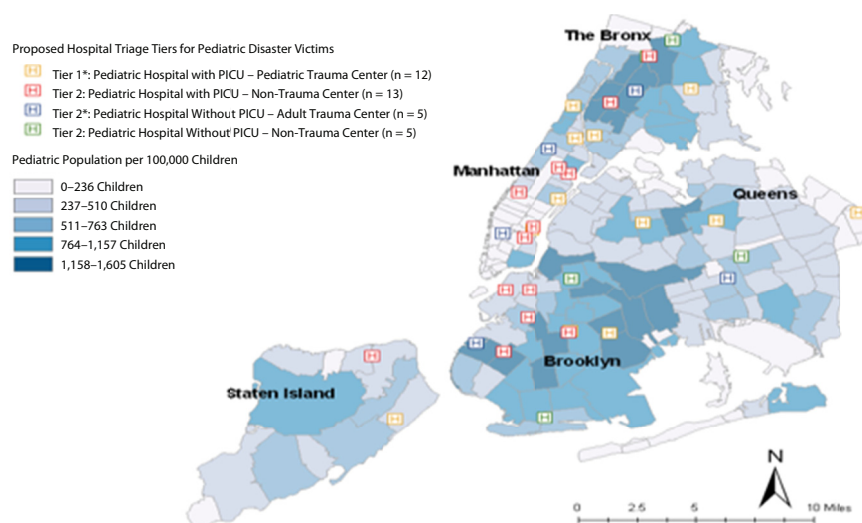 Proposed Hospital Triage Tiers for Pediatric Disaster Victims
H Tier 1*: Pediatric Hospital with PICU – Pediatric Trauma Center (n = 12)
H Tier 2: Pediatric Hospital with PICU – Non-Trauma Center (n = 13)
H Tier 2*: Pediatric Hospital Without PICU – Adult Trauma Center (n = 5)
H Tier 2: Pediatric Hospital Without PICU – Non-Trauma Center (n = 5)
Pediatric Population per 100,000 Children
0–236 Children
237–510 Children
511–763 Children
764–1,157 Children
1,158–1,605 Children
The Bronx
Manhattan
Queens
Brooklyn
Staten Island
N
0 2.5 5 10 Miles